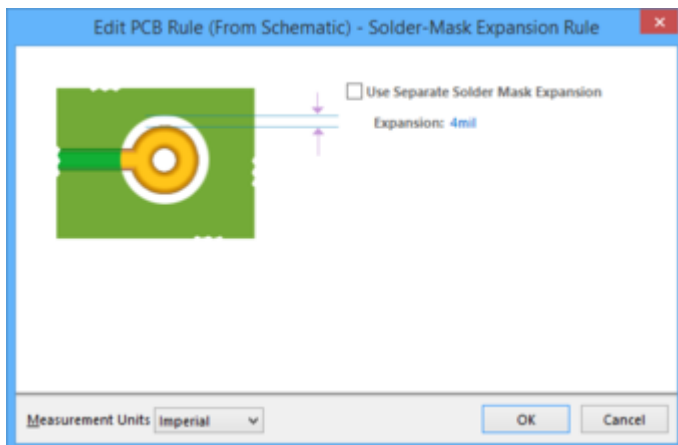 Edit PCB Rule (From Schematic) - Solder-Mask Expansion Rule
Use Separate Solder Mask Expansion
Expansion: 4mil
Measurement Units Imperial
OK Cancel